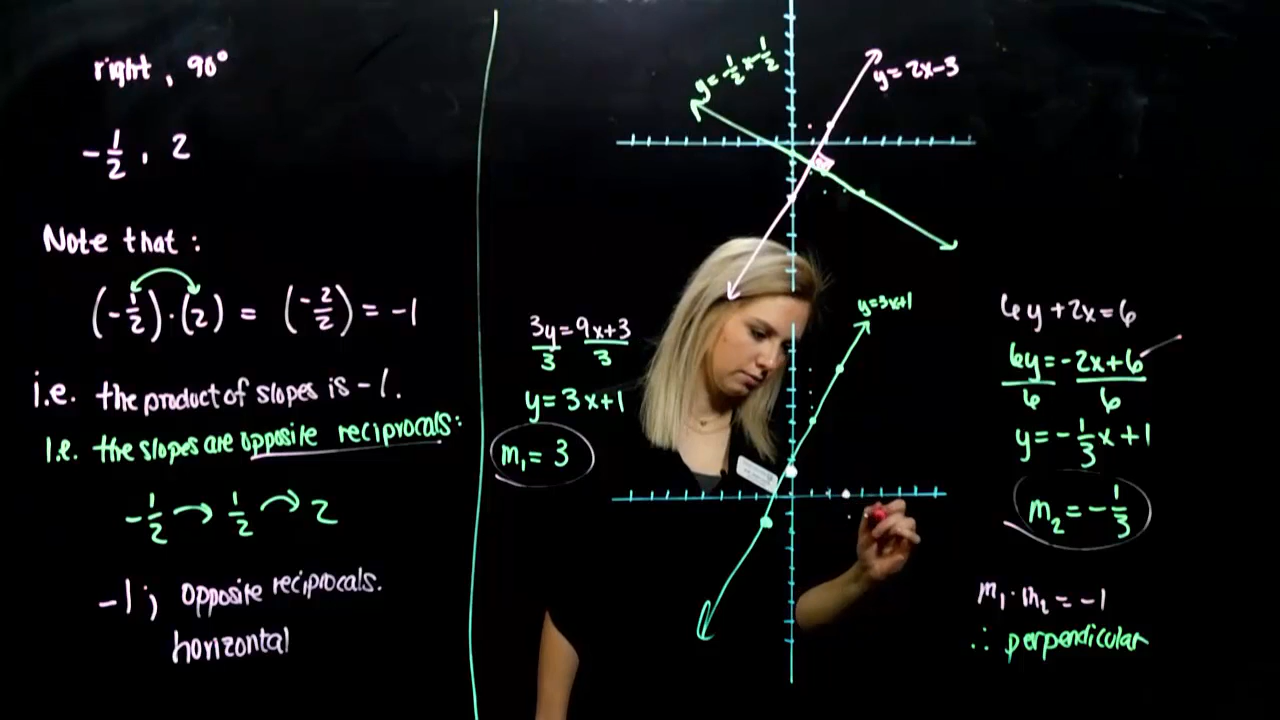 right, 90°
-1/2, 2
Note that:
(-1/2)·(2) = (-2/2) = -1
i.e. the product of slopes is -1.
I.e. the slopes are opposite reciprocals:
-1/2 → 1/2 → 2
-1; opposite reciprocals.
horizontal
y=-1/2x-1/2
y=2x-3
3y=9x+3
3 3
y=3x+1
m₁=3
y=3x+1
6y+2x=6
6y=-2x+6
6 6
y=-1/3x+1
m₂=-1/3
m₁·m₂=-1
∴ perpendicular